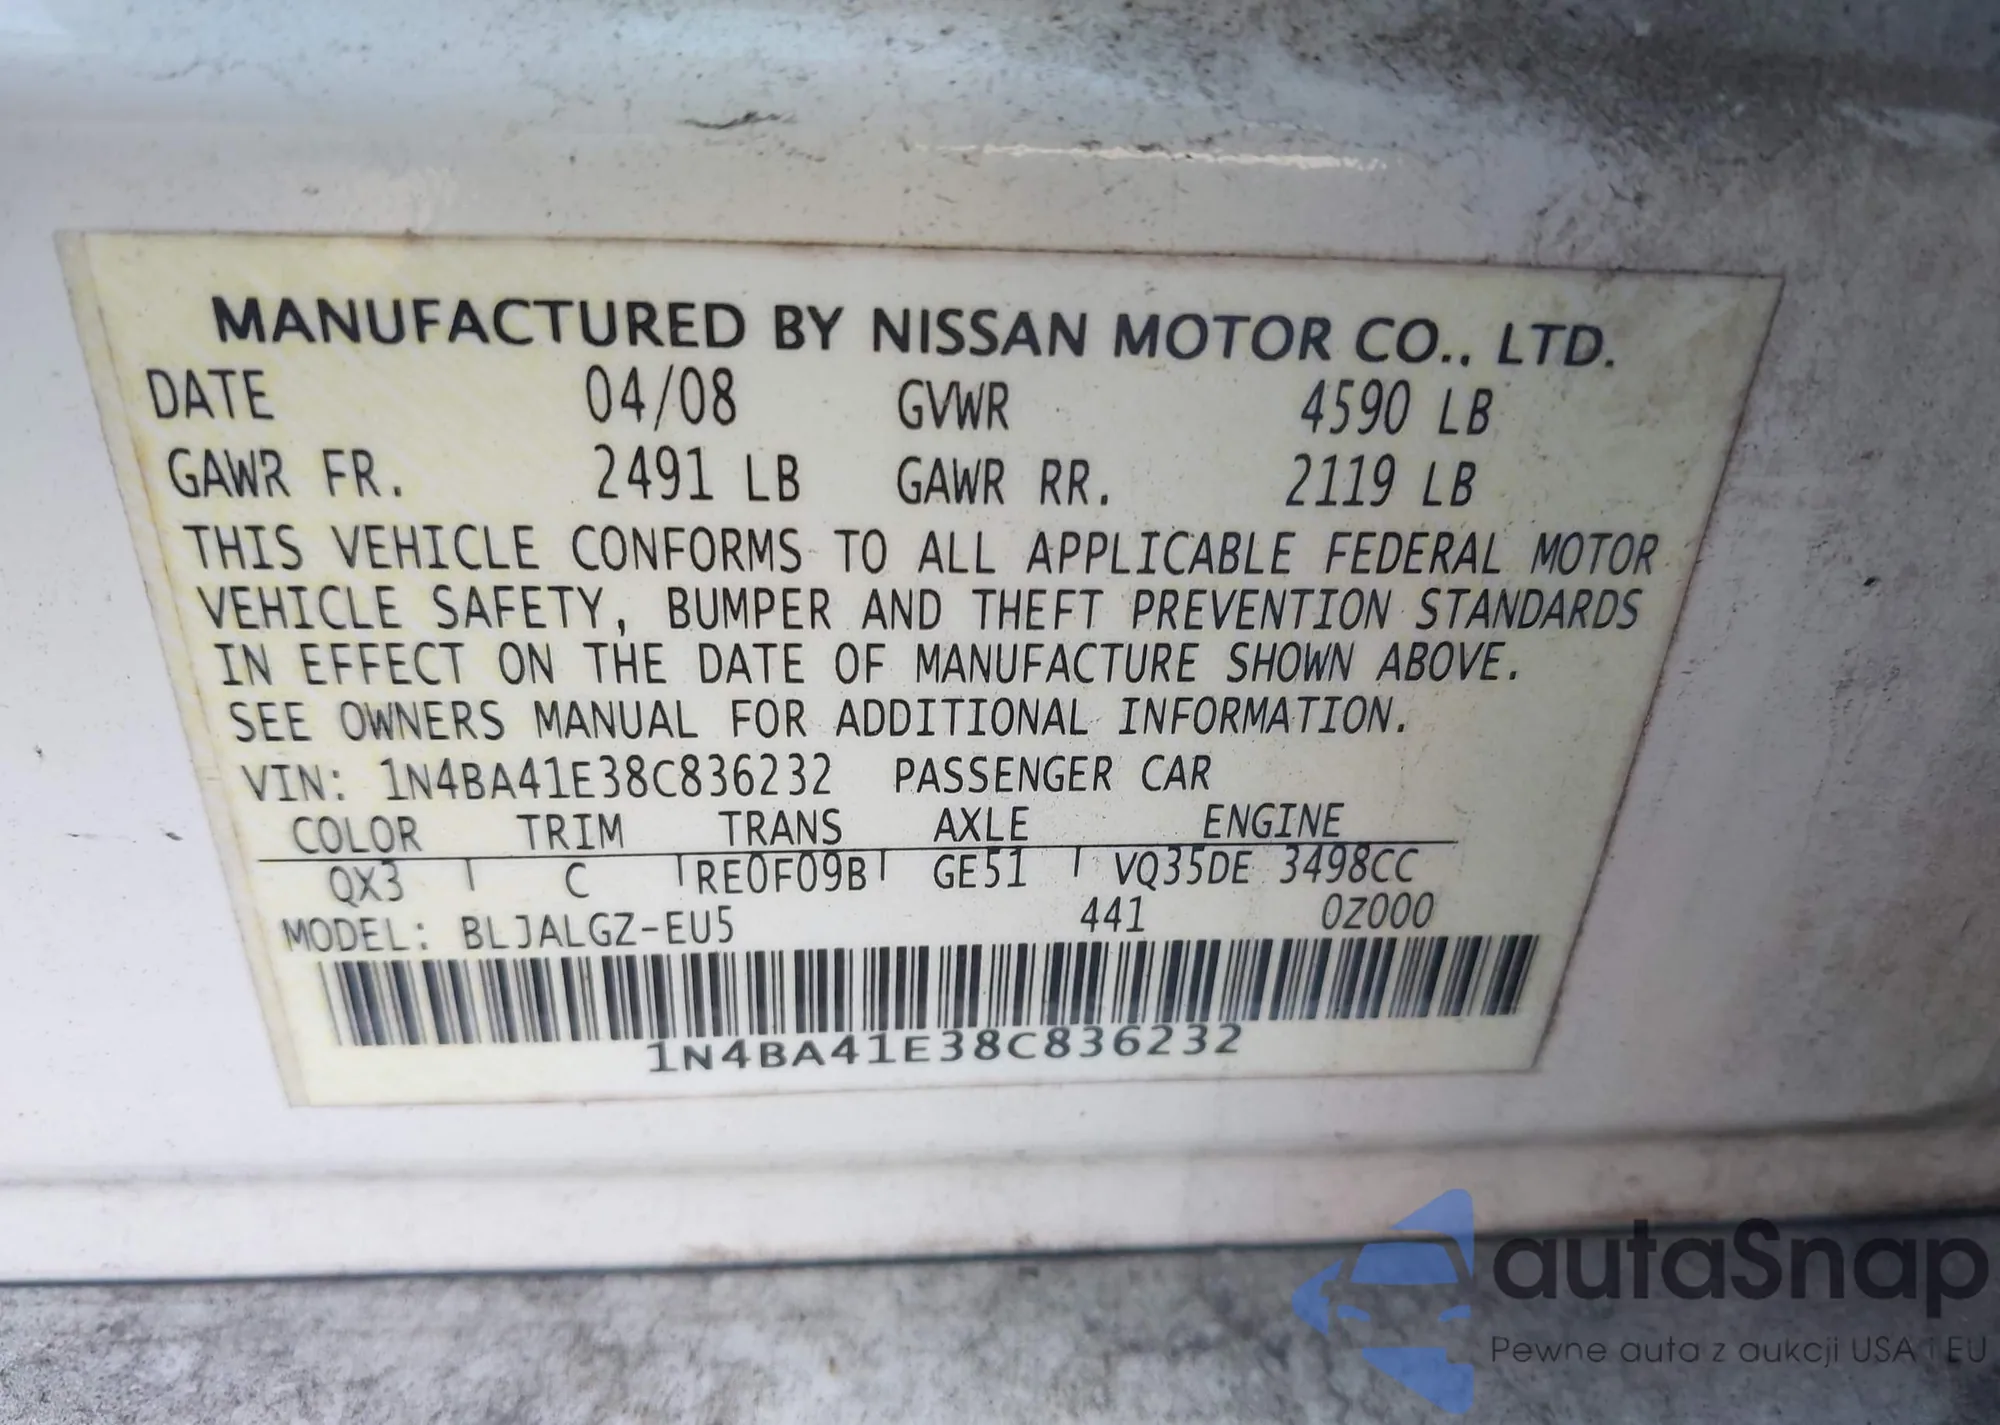 MANUFACTURED BY NISSAN MOTOR CO., LTD.
DATE 04/08 GVWR 4590 LB
GAWR FR. 2491 LB GAWR RR. 2119 LB
THIS VEHICLE CONFORMS TO ALL APPLICABLE FEDERAL MOTOR
VEHICLE SAFETY, BUMPER AND THEFT PREVENTION STANDARDS
IN EFFECT ON THE DATE OF MANUFACTURE SHOWN ABOVE.
SEE OWNERS MANUAL FOR ADDITIONAL INFORMATION.
VIN: 1N4BA41E38C836232 PASSENGER CAR
COLOR TRIM TRANS AXLE ENGINE
QX3 C RE0F09B GE51 VQ35DE 3498CC
MODEL: BLJALGZ-EU5 441 0Z000
1N4BA41E38C836232
autaSnap
Pewne auta z aukcji USA i EU